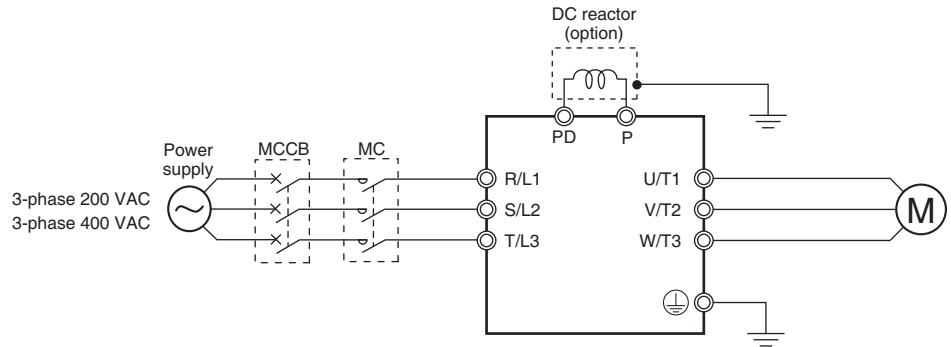 DC reactor
(option)
PD
P
Power
supply
MCCB
MC
3-phase 200 VAC
3-phase 400 VAC
R/L1
S/L2
T/L3
U/T1
V/T2
W/T3
M